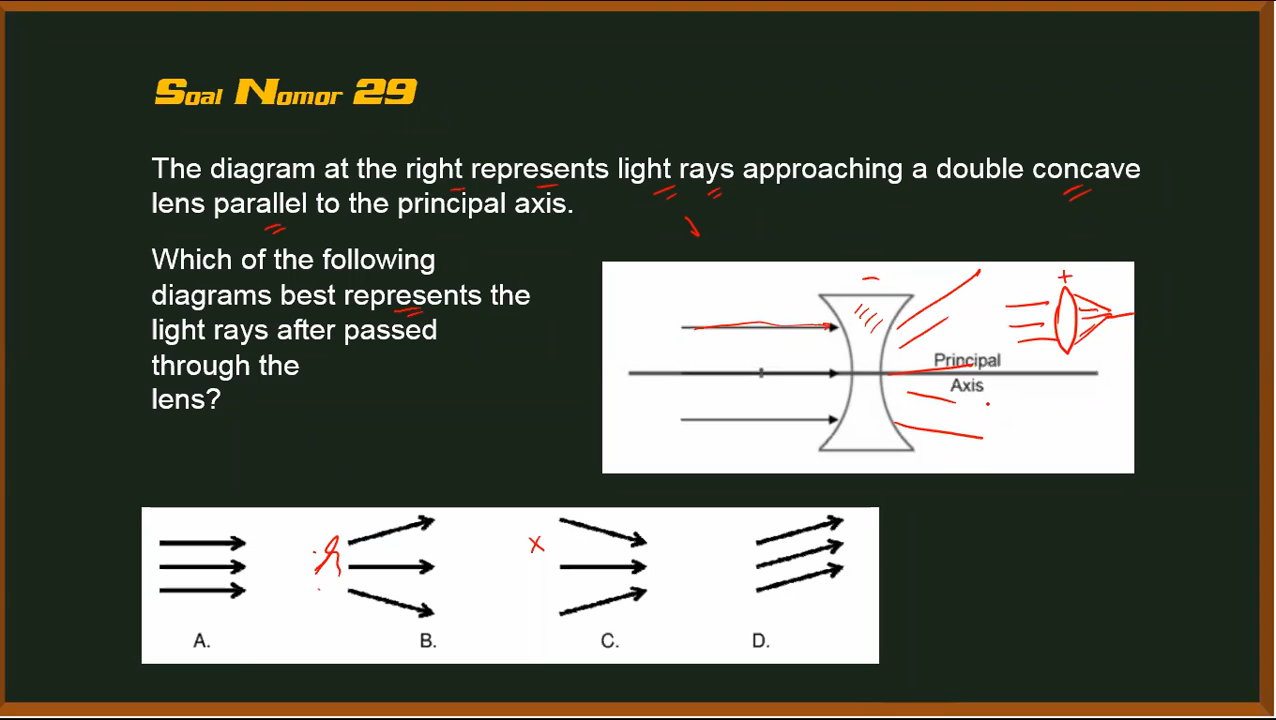 Soal Nomor 29
The diagram at the right represents light rays approaching a double concave
lens parallel to the principal axis.
Which of the following
diagrams best represents the
light rays after passed
through the
lens?
-
+
Principal
Axis
x
A.
B.
C.
D.